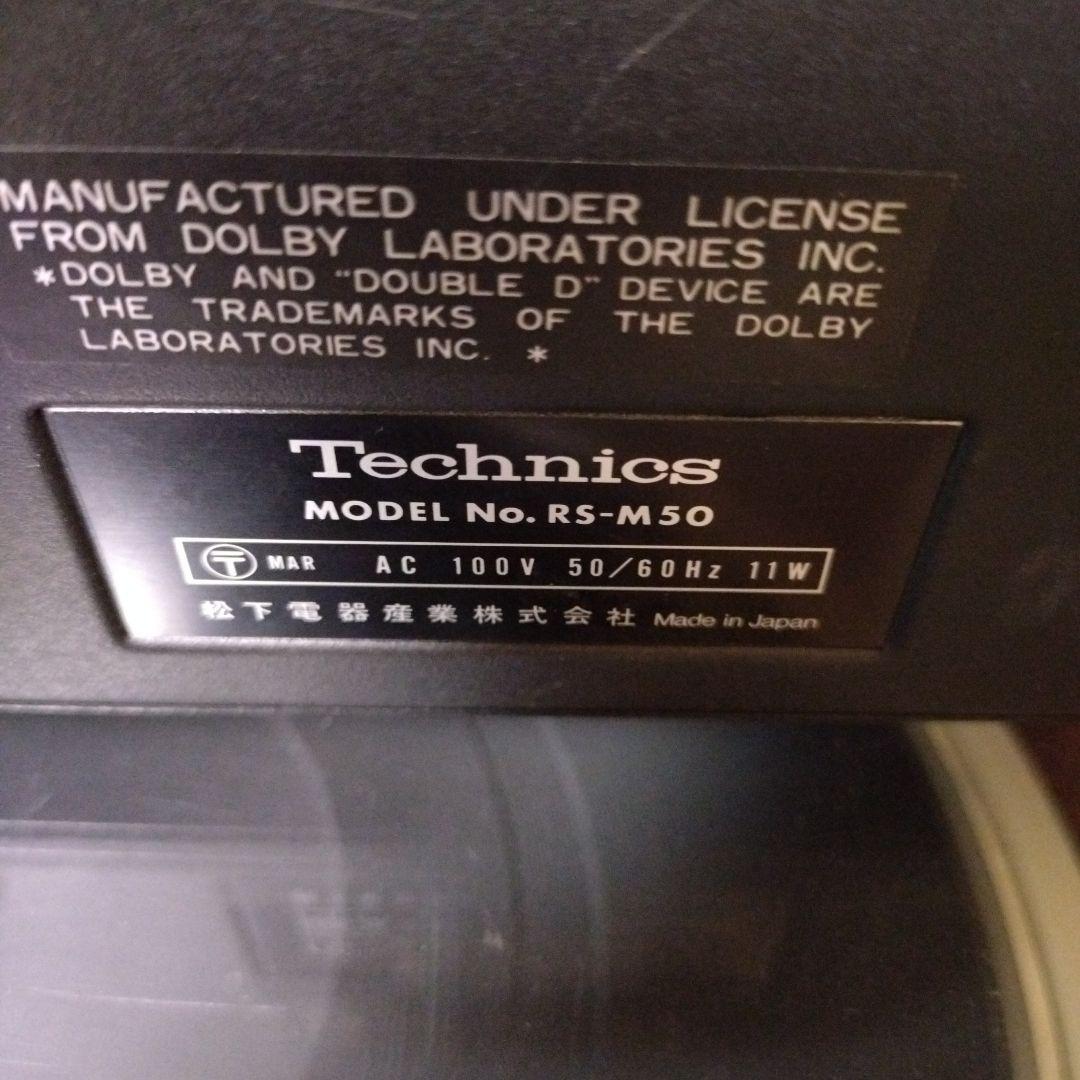 MANUFACTURED UNDER LICENSE
FROM DOLBY LABORATORIES INC.
*DOLBY AND "DOUBLE D" DEVICE ARE
THE TRADEMARKS OF THE DOLBY
LABORATORIES INC. *
Technics
MODEL No. RS-M50
〒 MAR AC 100V 50/60Hz 11W
松下電器産業株式会社 Made in Japan